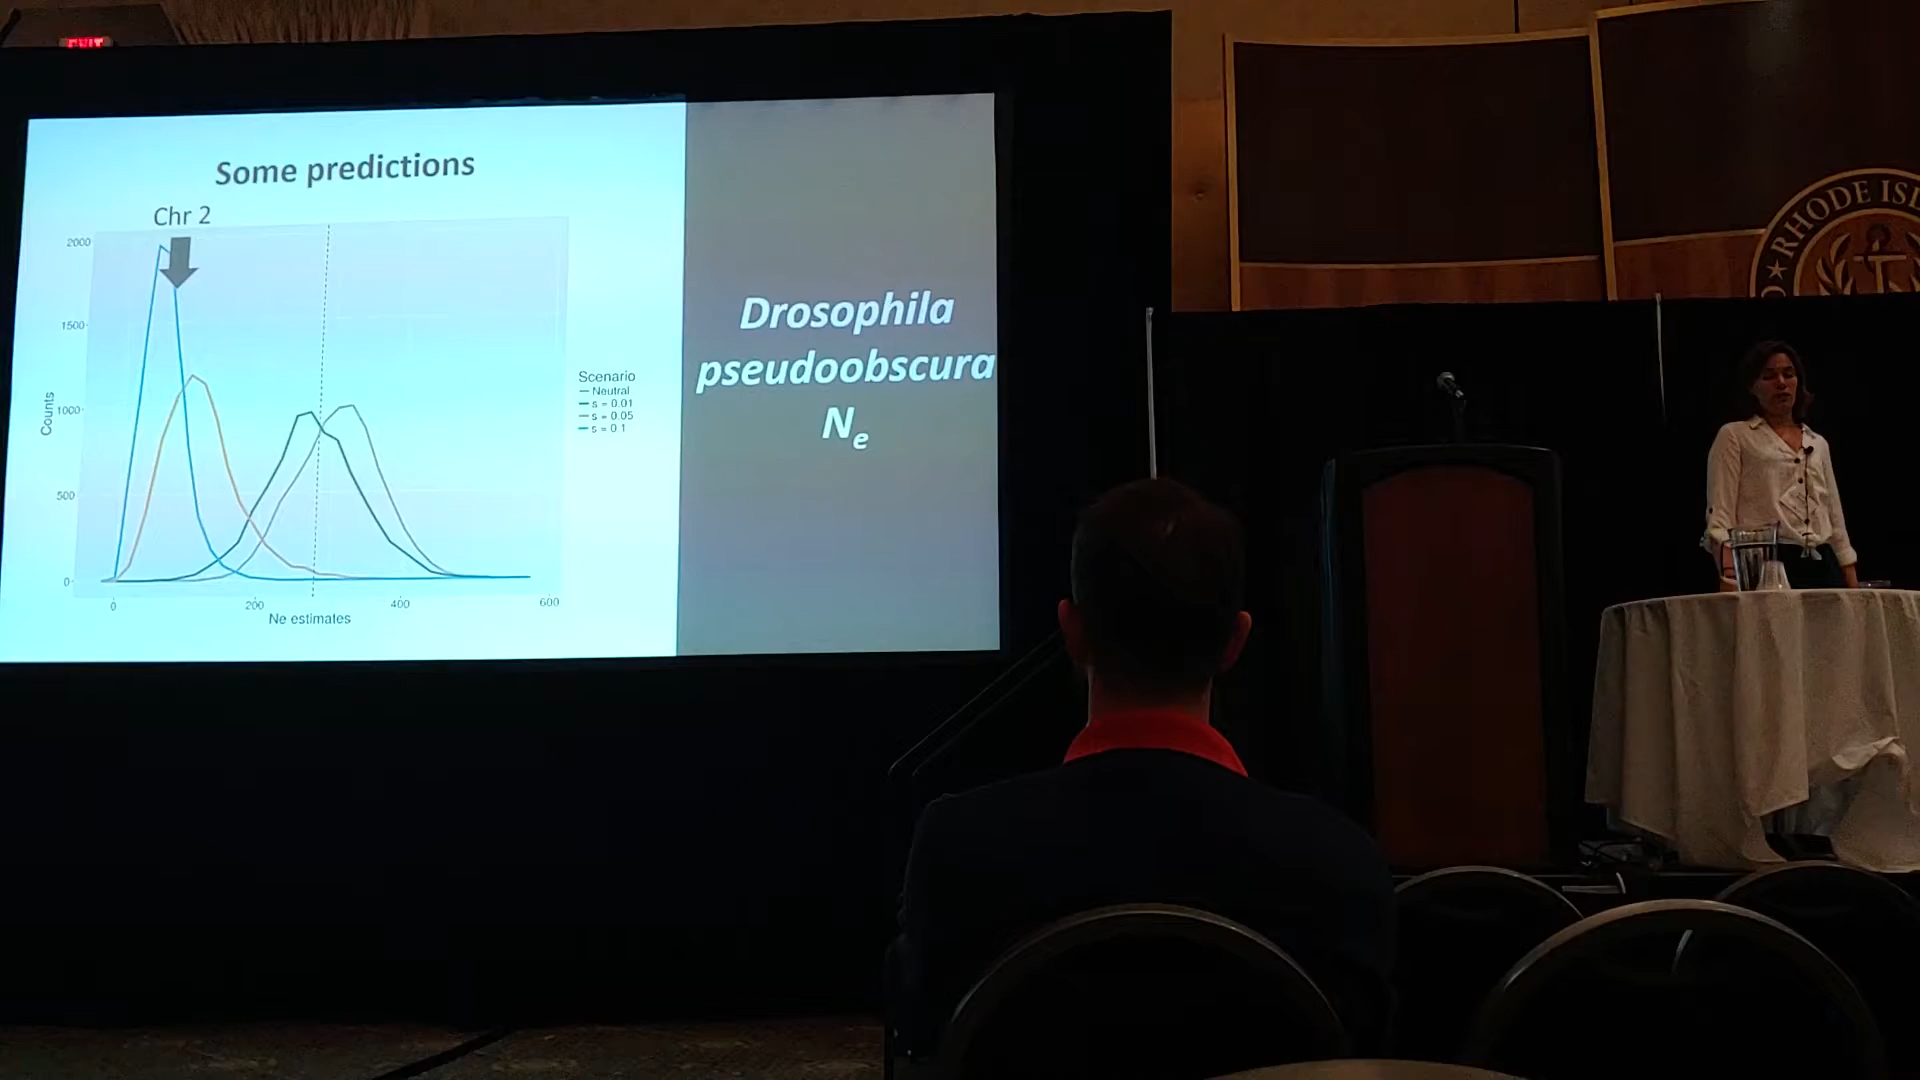 EXIT
Some predictions
Chr 2
2000
1500
1000
500
0
Counts
0
200
400
600
Ne estimates
Scenario
Neutral
s = 0.01
s = 0.05
s = 0.1
Drosophila
pseudoobscura
Ne
RHODE ISL